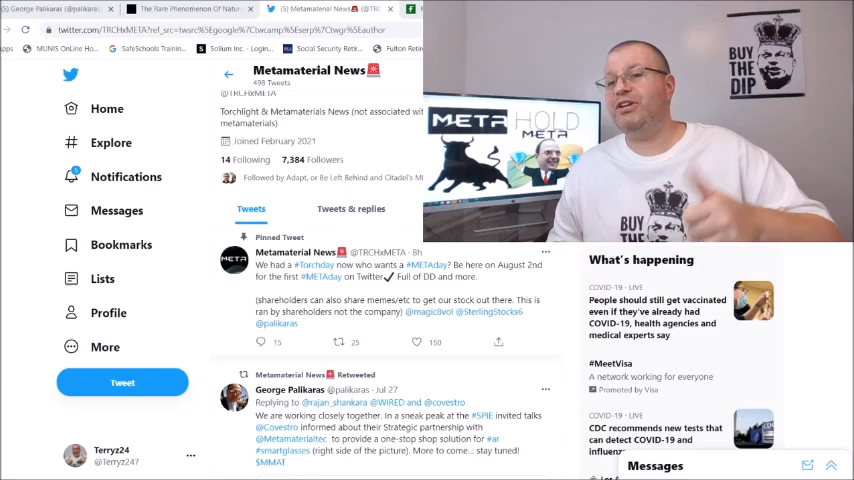 () George Palikaras (@palikaras)
The Rare Phenomenon Of Natur
(5) Metamaterial News🚨 (@TRC
twitter.com/TRCHxMETA?ref_src=twsrc%5Egoogle%7Ctwcamp%5Eserp%7Ctwgr%5Eauthor
MUNIS OnLine Ho...
SafeSchools Training...
Solium Inc. - Login...
Social Security Retir...
Fulton Retire
Metamaterial News🚨
498 Tweets
@TRCHxMETA
Torchlight & Metamaterials News (not associated wit
metamaterials)
Joined February 2021
14 Following 7,384 Followers
Followed by Adapt, or Be Left Behind and Citadel's M
Tweets
Tweets & replies
Home
Explore
5
Notifications
Messages
Bookmarks
Lists
Profile
More
Tweet
Terryz24
@Terryz247
Pinned Tweet
Metamaterial News🚨 @TRCHxMETA · 8h
We had a #Torchday now who wants a #METAday? Be here on August 2nd
for the first #METAday on Twitter✔ Full of DD and more.
(shareholders can also share memes/etc to get our stock out there. This is
ran by shareholders not the company) @magic8vol @SterlingStocks6
@palikaras
15 25 150
META
Metamaterial News🚨 Retweeted
George Palikaras @palikaras · Jul 27
Replying to @rajan_shankara @WIRED and @covestro
We are working closely together. In a sneak peak at the #SPIE invited talks
@Covestro informed about their Strategic partnership with
@Metamaterialtec to provide a one-stop shop solution for #ar
#smartglasses (right side of the picture). More to come... stay tuned!
$MMAT
META
HOLD
META
BUY
THE
DIP
BUY
THE
What's happening
COVID-19 · LIVE
People should still get vaccinated
even if they've already had
COVID-19, health agencies and
medical experts say
#MeetVisa
A network working for everyone
Promoted by Visa
COVID-19 · LIVE
CDC recommends new tests that
can detect COVID-19 and
influen
Messages